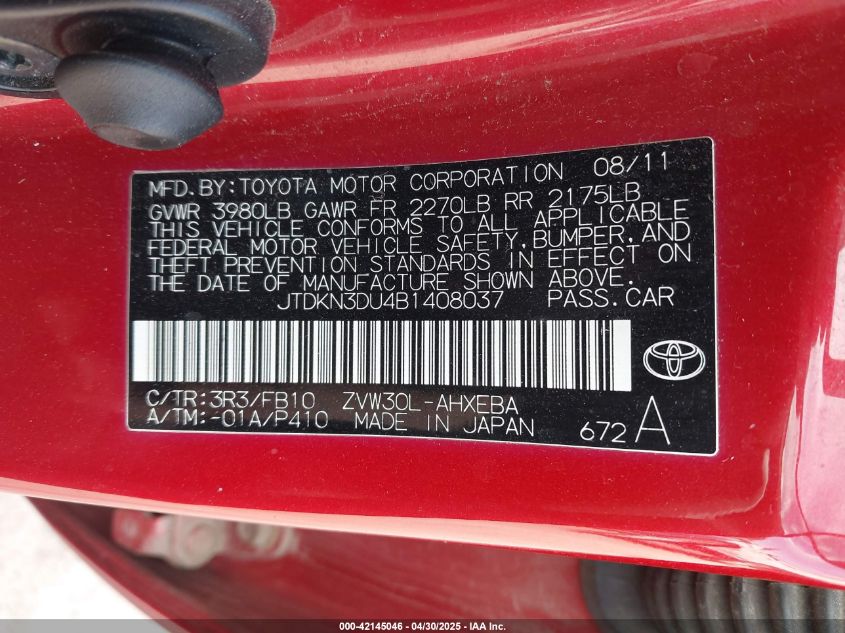 MFD.BY:TOYOTA MOTOR CORPORATION 08/11
GVWR 3980LB GAWR FR 2270LB RR 2175LB
THIS VEHICLE CONFORMS TO ALL APPLICABLE
FEDERAL MOTOR VEHICLE SAFETY,BUMPER,AND
THEFT PREVENTION STANDARDS IN EFFECT ON
THE DATE OF MANUFACTURE SHOWN ABOVE.
JTDKN3DU4B1408037 PASS.CAR
C/TR:3R3/FB10 ZVW30L-AHXEBA
A/TM:-01A/P410 MADE IN JAPAN 672 A
000-42145046 - 04/30/2025 - IAA Inc.